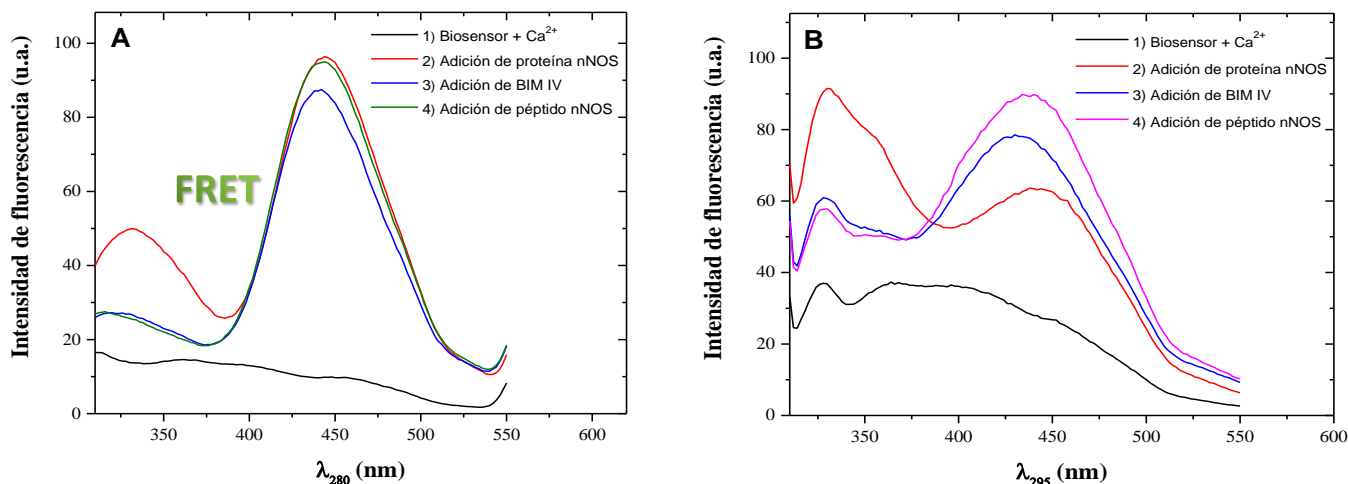 A
1) Biosensor + Ca²⁺
2) Adición de proteína nNOS
3) Adición de BIM IV
4) Adición de péptido nNOS
FRET
Intensidad de fluorescencia (u.a.)
100
80
60
40
20
0
350 400 450 500 550 600
λ₂₈₀ (nm)
B
1) Biosensor + Ca²⁺
2) Adición de proteína nNOS
3) Adición de BIM IV
4) Adición de péptido nNOS
Intensidad de fluorescencia (u.a.)
100
80
60
40
20
0
350 400 450 500 550 600
λ₂₉₅ (nm)